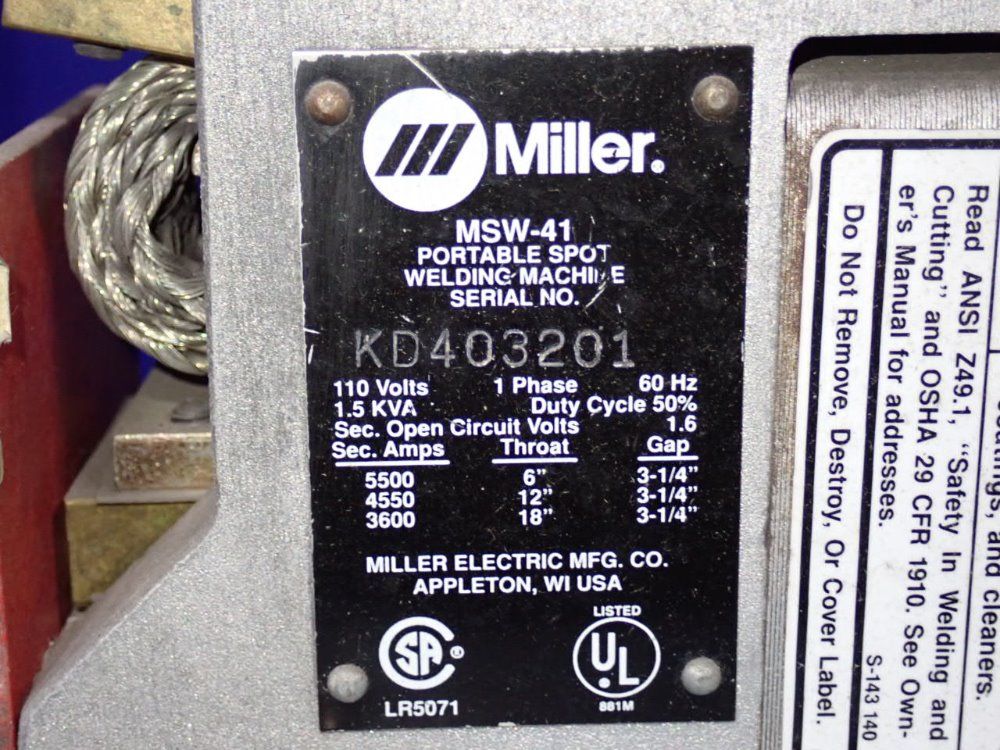 Miller.
MSW-41
PORTABLE SPOT
WELDING MACHINE
SERIAL NO.
KD403201
110 Volts 1 Phase 60 Hz
1.5 KVA Duty Cycle 50%
Sec. Open Circuit Volts 1.6
Sec. Amps Throat Gap
5500 6" 3-1/4"
4550 12" 3-1/4"
3600 18" 3-1/4"
MILLER ELECTRIC MFG. CO.
APPLETON, WI USA
LISTED
SA
UL
LR5071
881M
and cleaners.
Read ANSI Z49.1, "Safety In Welding and
Cutting" and OSHA 29 CFR 1910. See Own-
er's Manual for addresses.
Do Not Remove, Destroy, Or Cover Label.
S-143 140